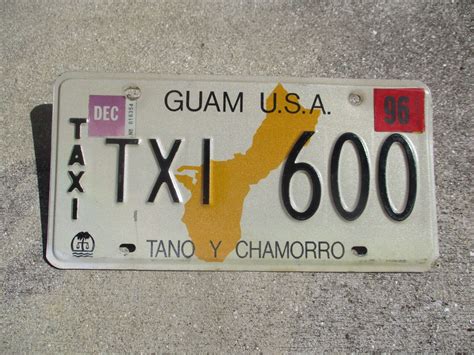 DEC
GUAM U.S.A.
96
TAXI
TXI 600
TANO Y CHAMORRO